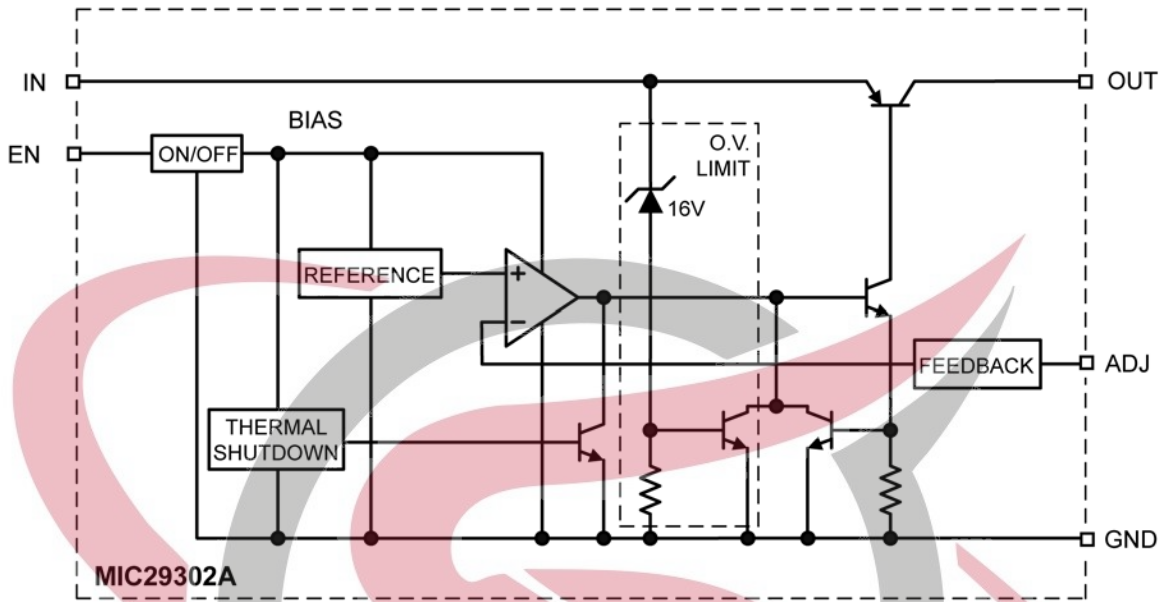 IN
OUT
BIAS
EN
ON/OFF
O.V.
LIMIT
16V
REFERENCE
+
−
FEEDBACK
ADJ
THERMAL
SHUTDOWN
GND
MIC29302A